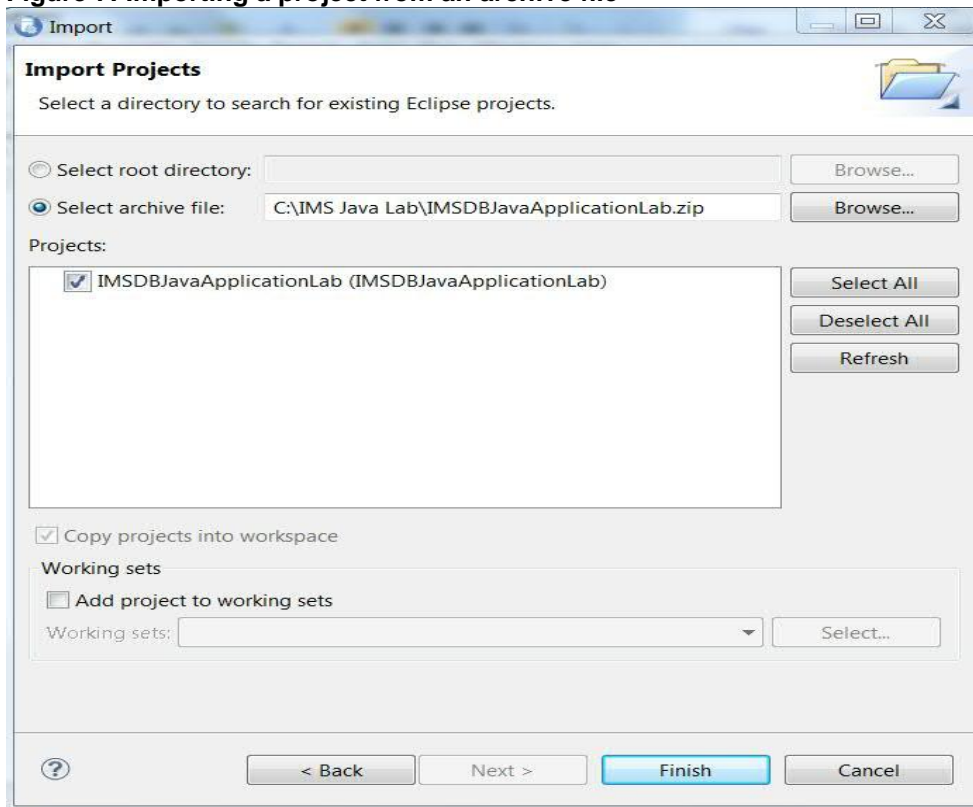 Import
Import Projects
Select a directory to search for existing Eclipse projects.
Select root directory:
Browse...
Select archive file:
C:\IMS Java Lab\IMSDBJavaApplicationLab.zip
Browse...
Projects:
IMSDBJavaApplicationLab (IMSDBJavaApplicationLab)
Select All
Deselect All
Refresh
Copy projects into workspace
Working sets
Add project to working sets
Working sets:
Select...
?
< Back
Next >
Finish
Cancel